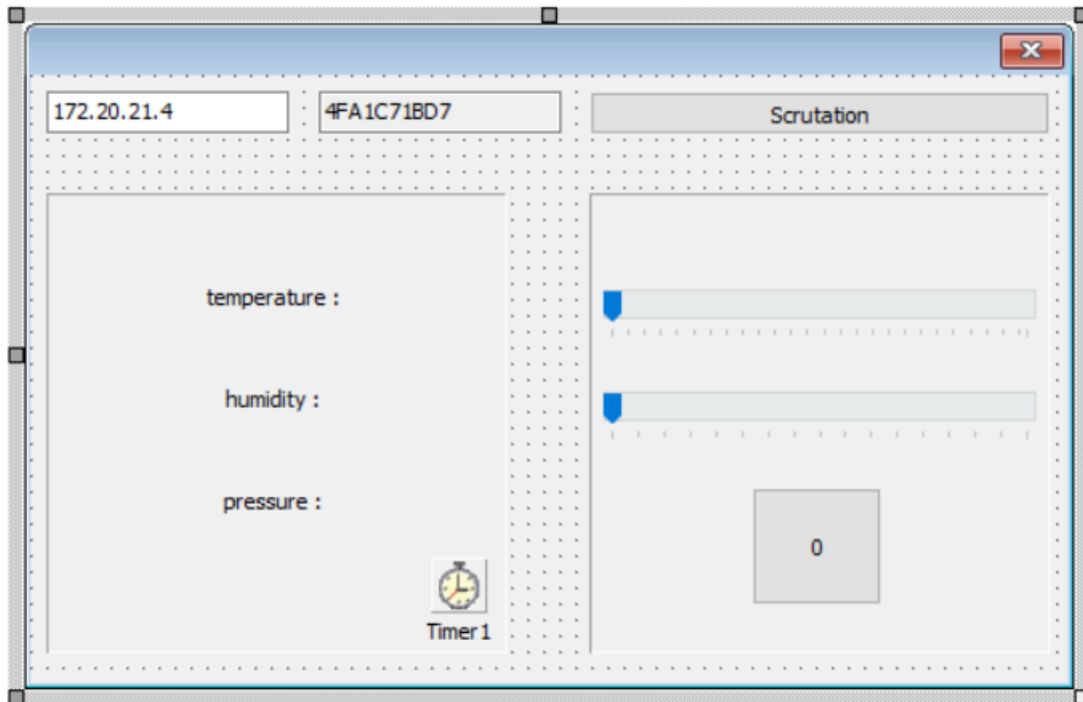 172.20.21.4
4FA1C71BD7
Scrutation
temperature :
humidity :
pressure :
0
Timer1